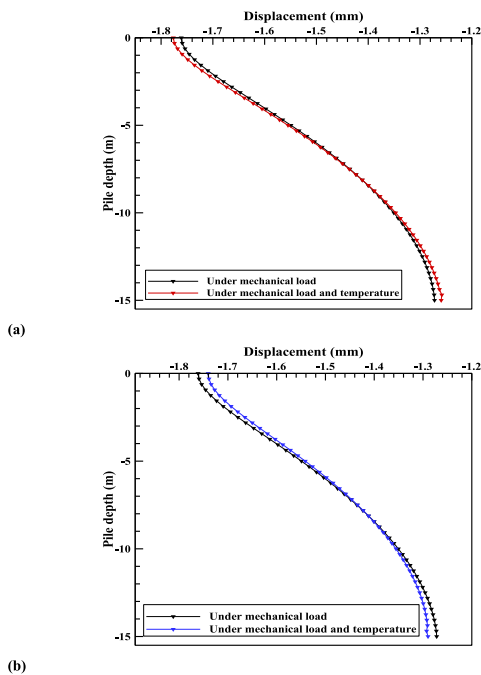 Displacement (mm)
-1.8 -1.7 -1.6 -1.5 -1.4 -1.3 -1.2
0
-5
-10
-15
Pile depth (m)
Under mechanical load
Under mechanical load and temperature
(a)
Displacement (mm)
-1.8 -1.7 -1.6 -1.5 -1.4 -1.3 -1.2
0
-5
-10
-15
Pile depth (m)
Under mechanical load
Under mechanical load and temperature
(b)